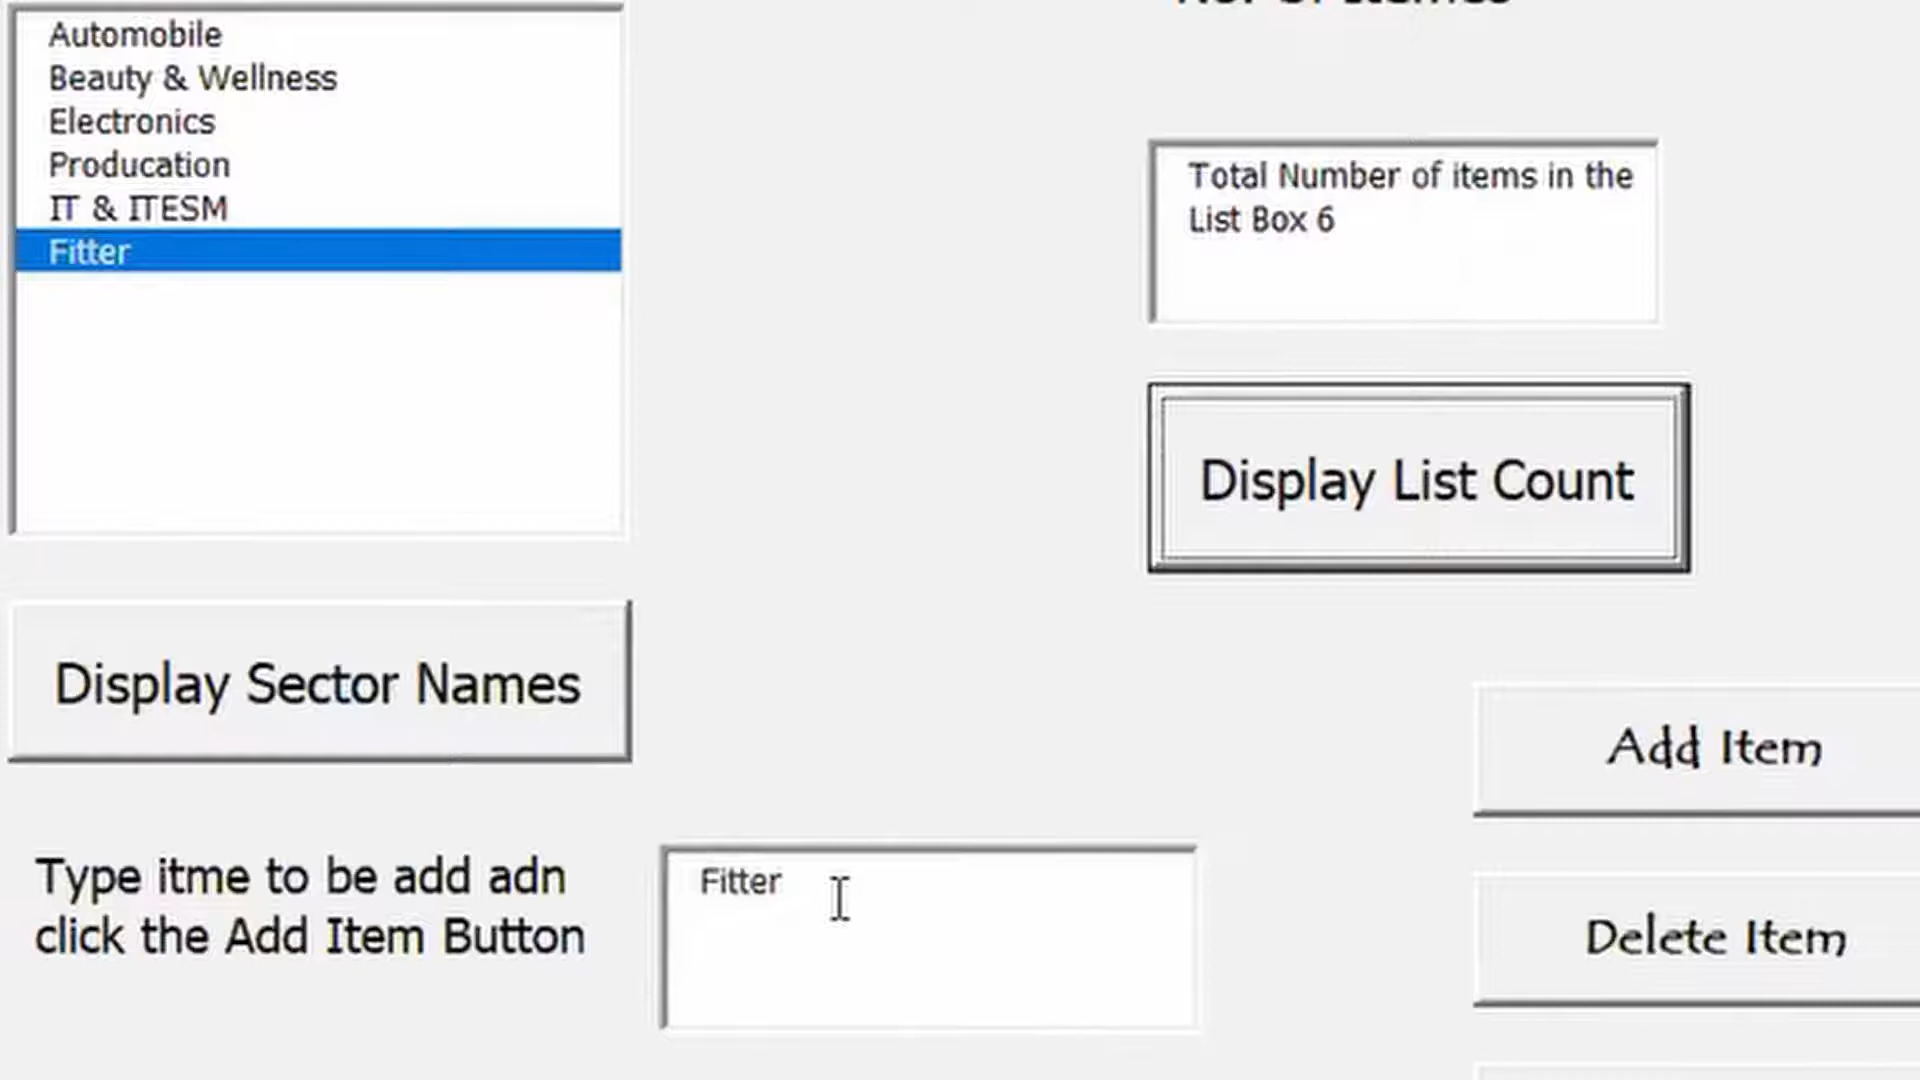 Automobile
Beauty & Wellness
Electronics
Producation
IT & ITESM
Fitter
Total Number of items in the
List Box 6
Display List Count
Display Sector Names
Add Item
Type itme to be add adn
click the Add Item Button
Fitter
Delete Item